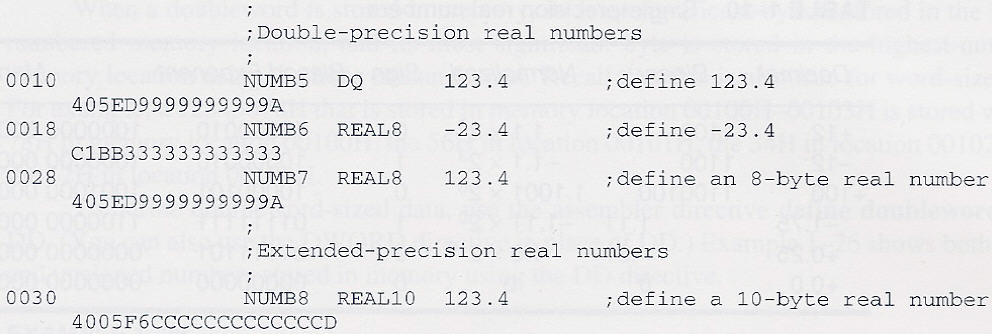 ;
;Double-precision real numbers
;
0010 NUMB5 DQ 123.4 ;define 123.4
405ED9999999999A
0018 NUMB6 REAL8 -23.4 ;define -23.4
C1BB333333333333
0028 NUMB7 REAL8 123.4 ;define an 8-byte real number
405ED9999999999A
;
;Extended-precision real numbers
;
0030 NUMB8 REAL10 123.4 ;define a 10-byte real number
4005F6CCCCCCCCCCCCCD